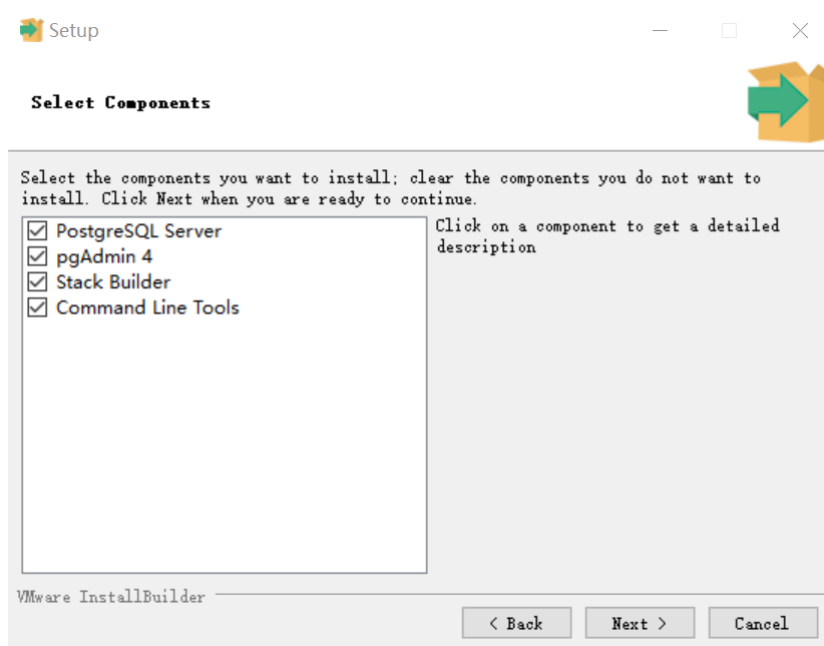 Setup
Select Components
Select the components you want to install; clear the components you do not want to
install. Click Next when you are ready to continue.
PostgreSQL Server
pgAdmin 4
Stack Builder
Command Line Tools
Click on a component to get a detailed
description
VMware InstallBuilder
< Back
Next >
Cancel